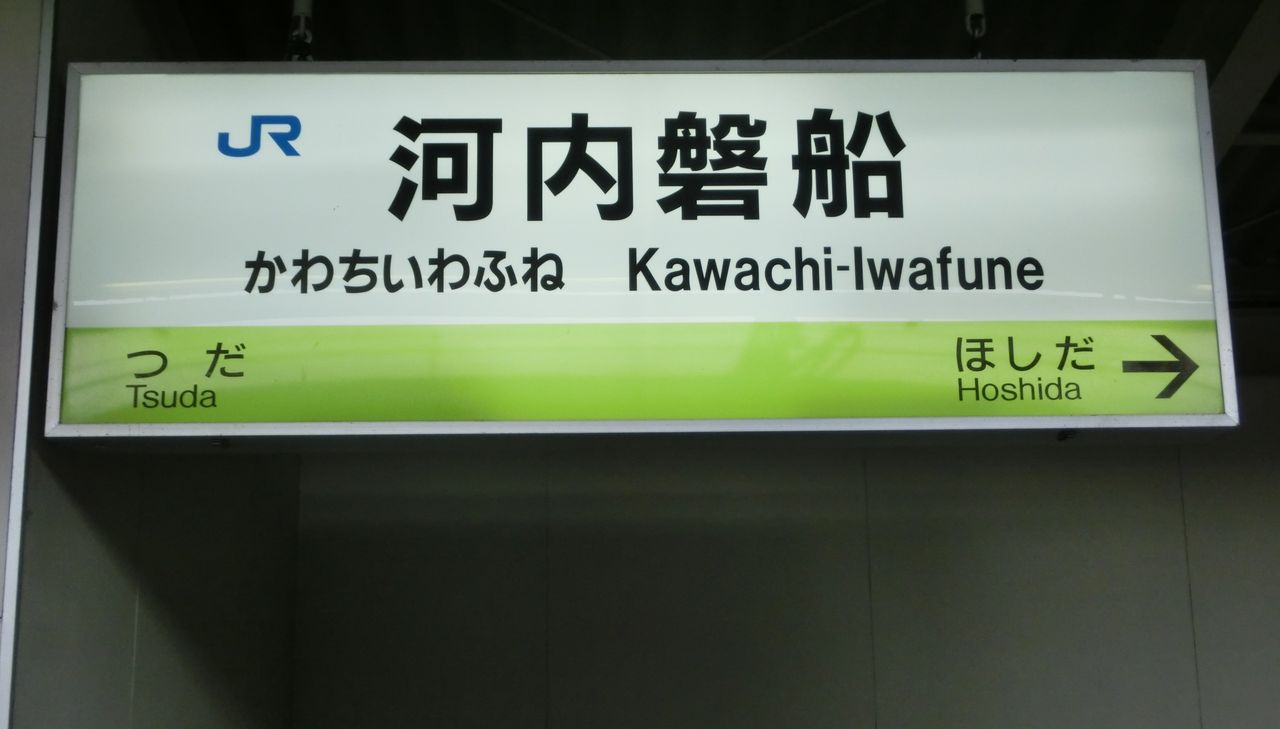 JR 河内磐船
かわちいわふね Kawachi-Iwafune
つだ ほしだ →
Tsuda Hoshida